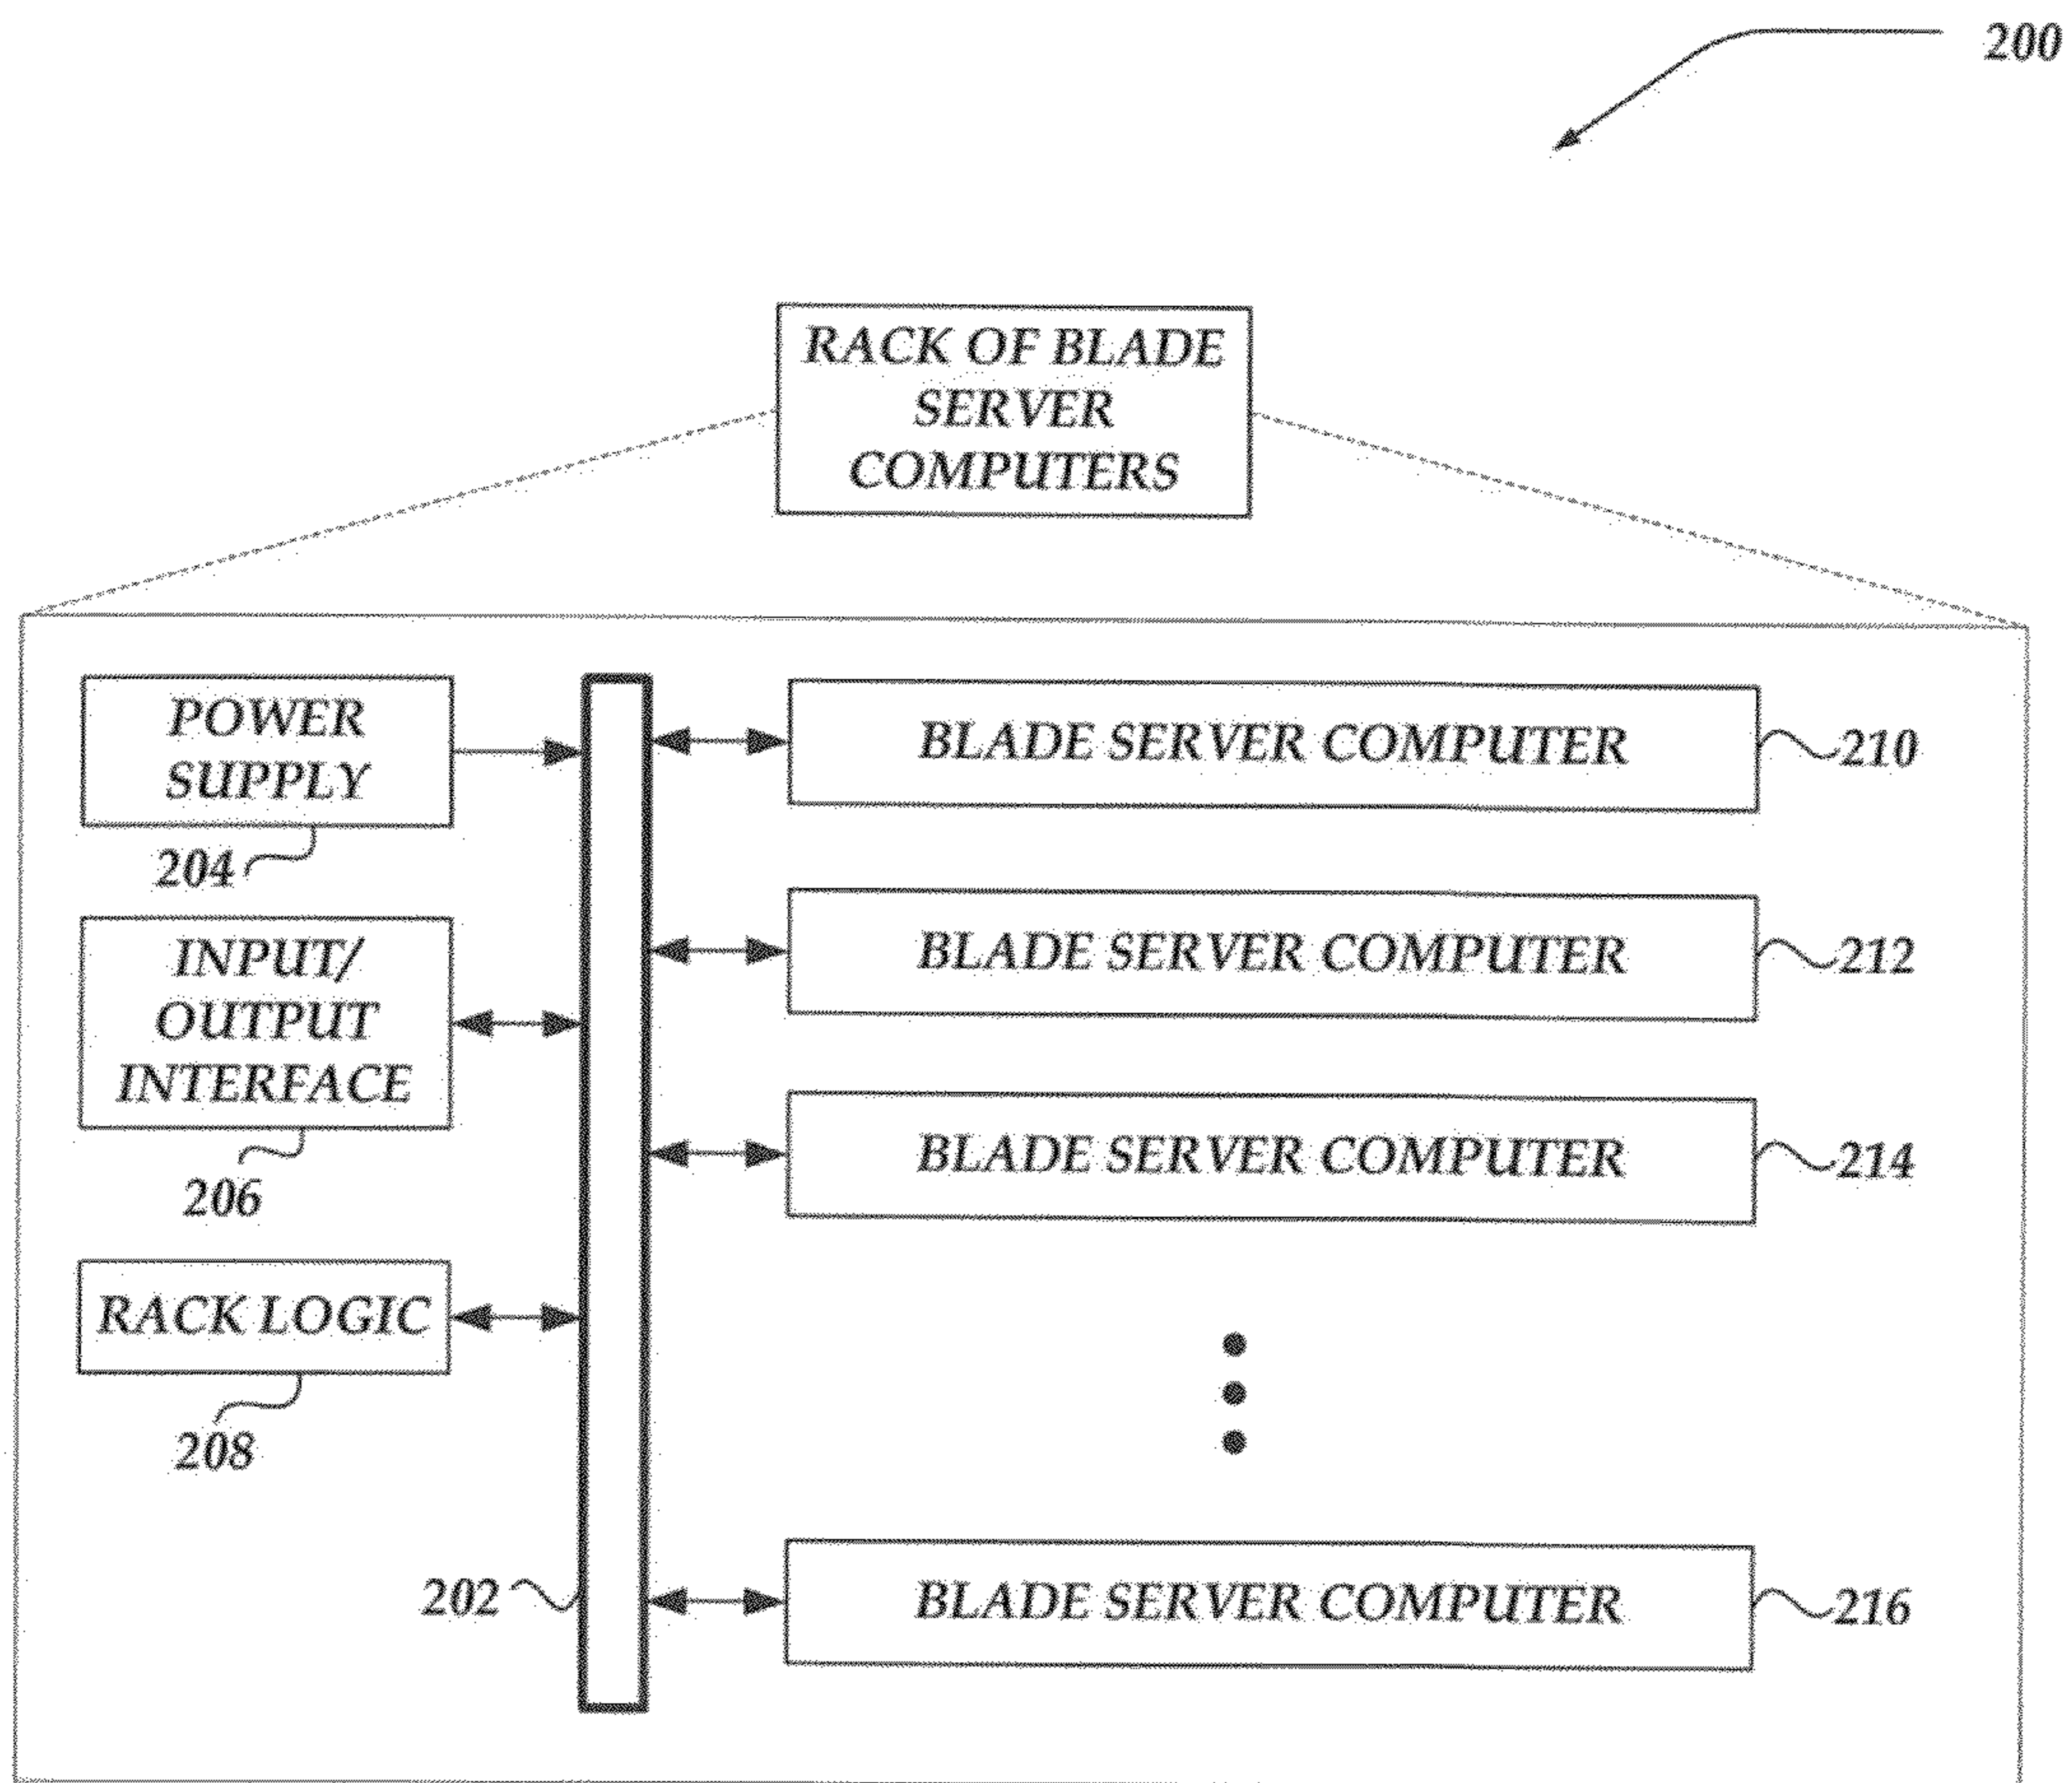 200
RACK OF BLADE
SERVER
COMPUTERS
POWER
SUPPLY
204
INPUT/
OUTPUT
INTERFACE
206
RACK LOGIC
208
202
BLADE SERVER COMPUTER
210
BLADE SERVER COMPUTER
212
BLADE SERVER COMPUTER
214
BLADE SERVER COMPUTER
216